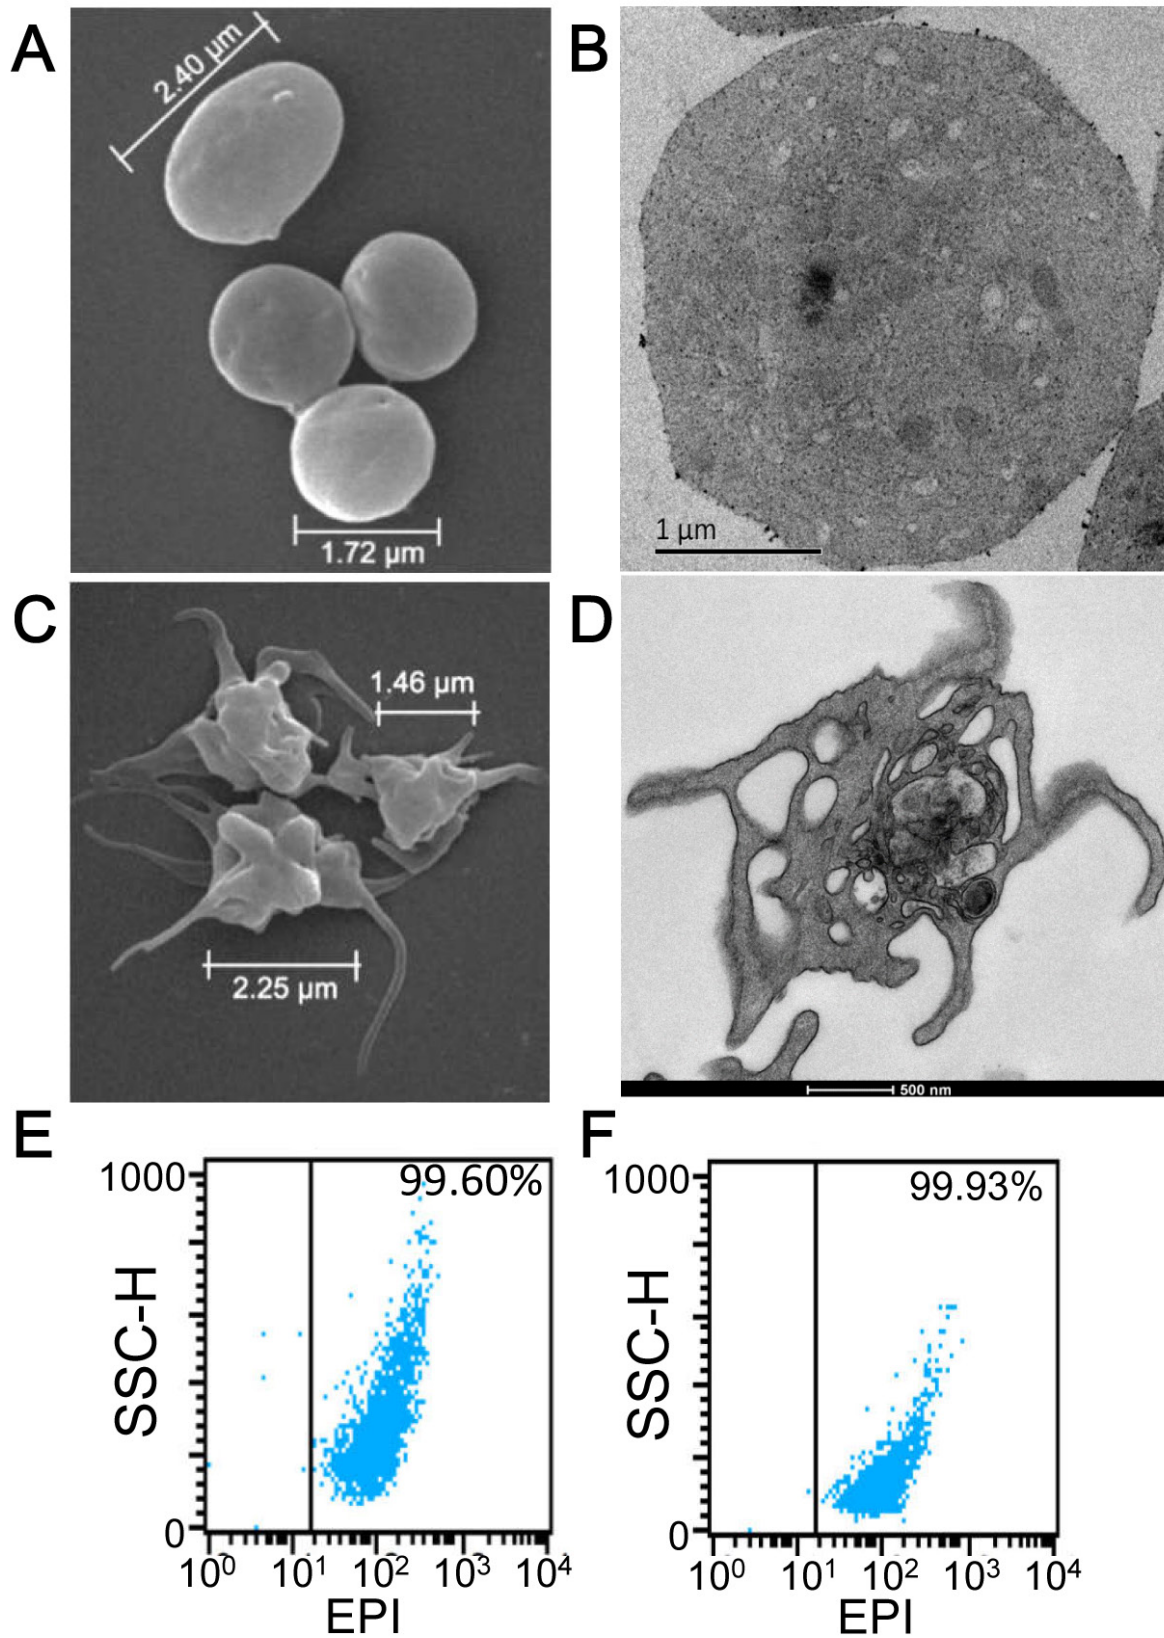 A
2.40 µm
1.72 µm
B
1 µm
C
1.46 µm
2.25 µm
D
500 nm
E
99.60%
1000
SSC-H
0
10⁰ 10¹ 10² 10³ 10⁴
EPI
F
99.93%
1000
SSC-H
0
10⁰ 10¹ 10² 10³ 10⁴
EPI